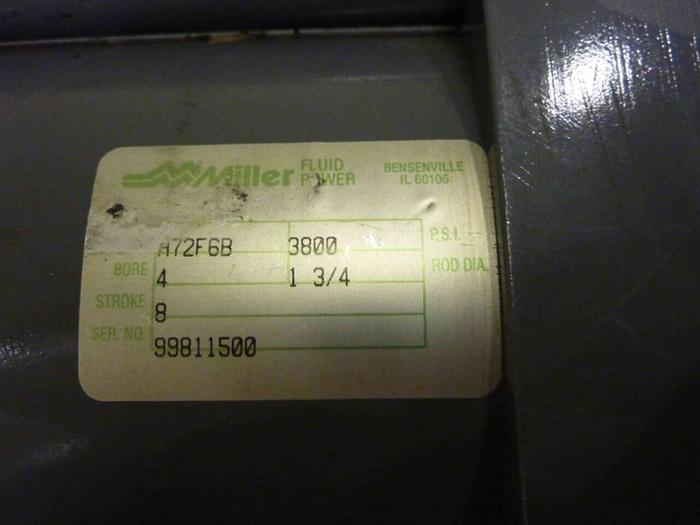 Miller FLUID POWER BENSENVILLE IL 60106
A72F6B 3800 P.S.I.
BORE 4 1 3/4 ROD DIA.
STROKE 8
SER. NO. 99811500